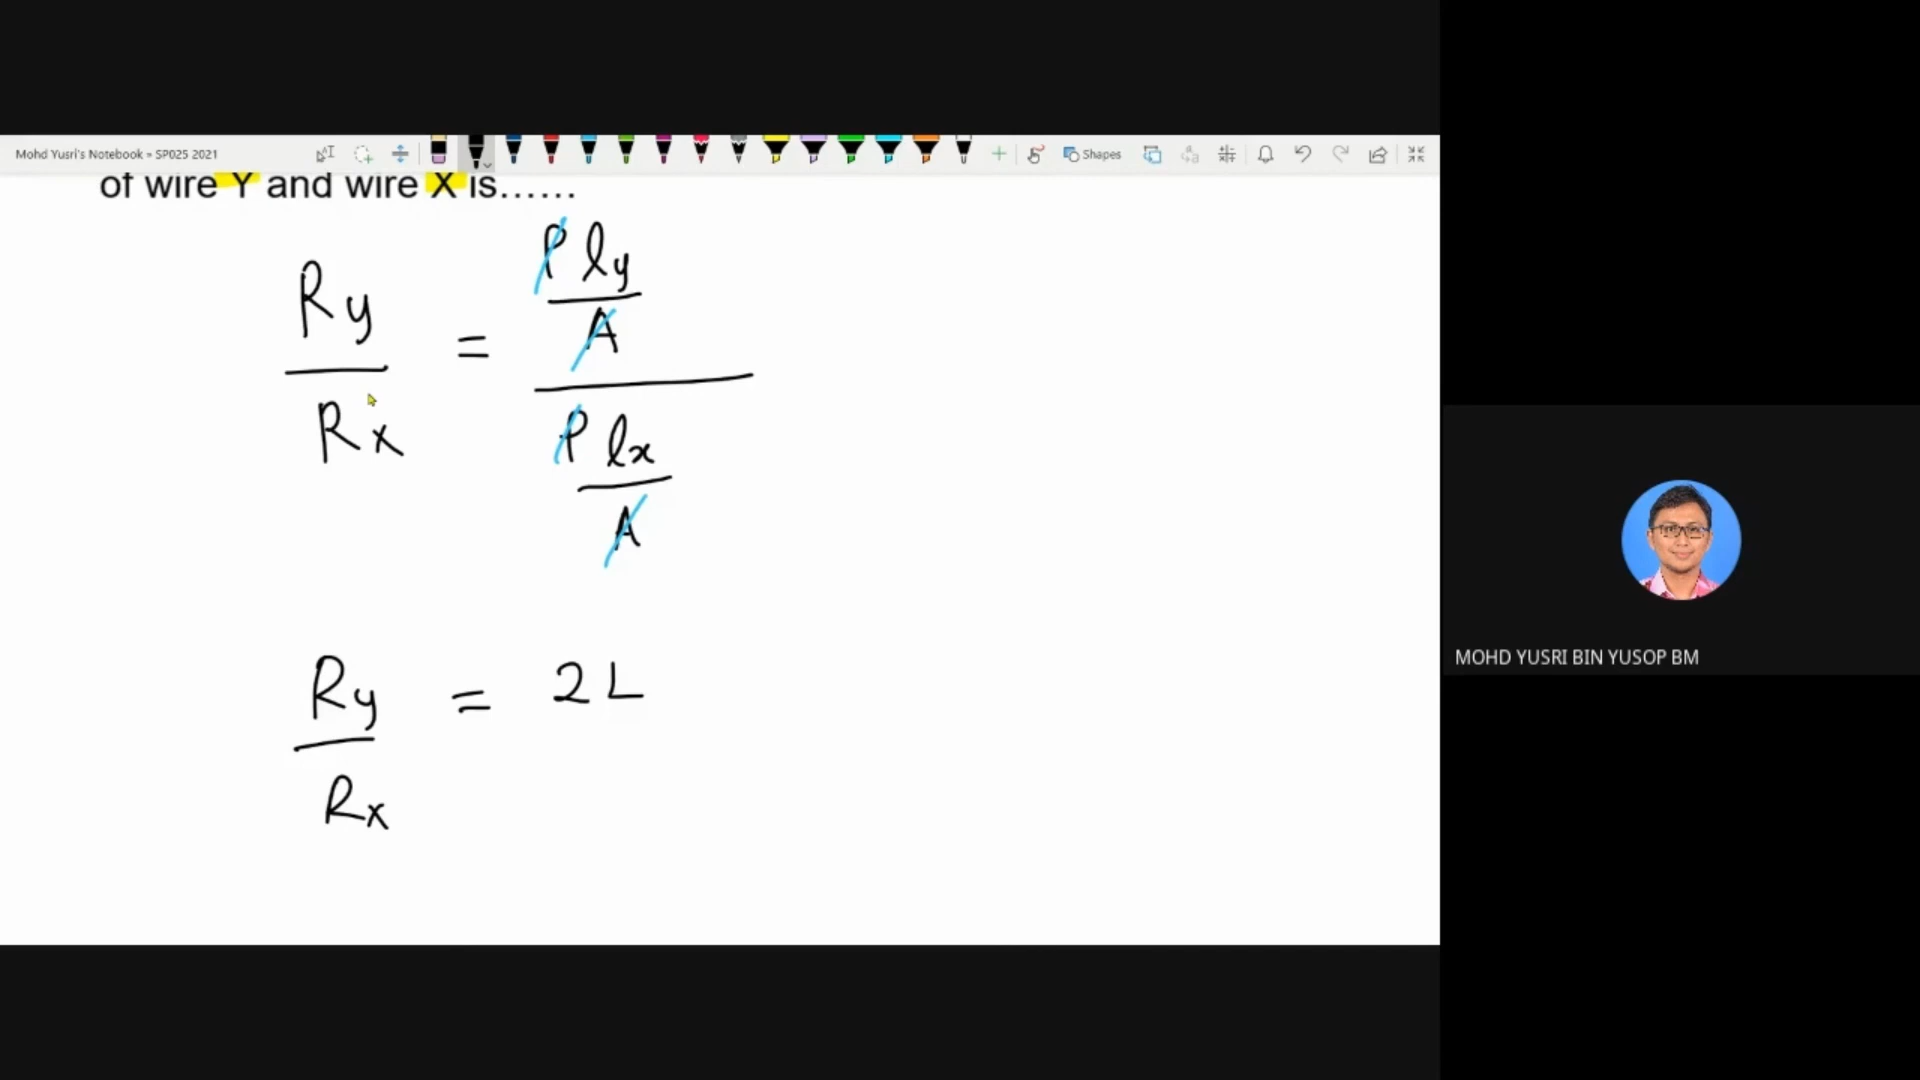 Mohd Yusri's Notebook » SP025 2021
Shapes
of wire Y and wire X is......
Ry / Rx = (ρ ly / A) / (ρ lx / A)
Ry / Rx = 2L
MOHD YUSRI BIN YUSOP BM